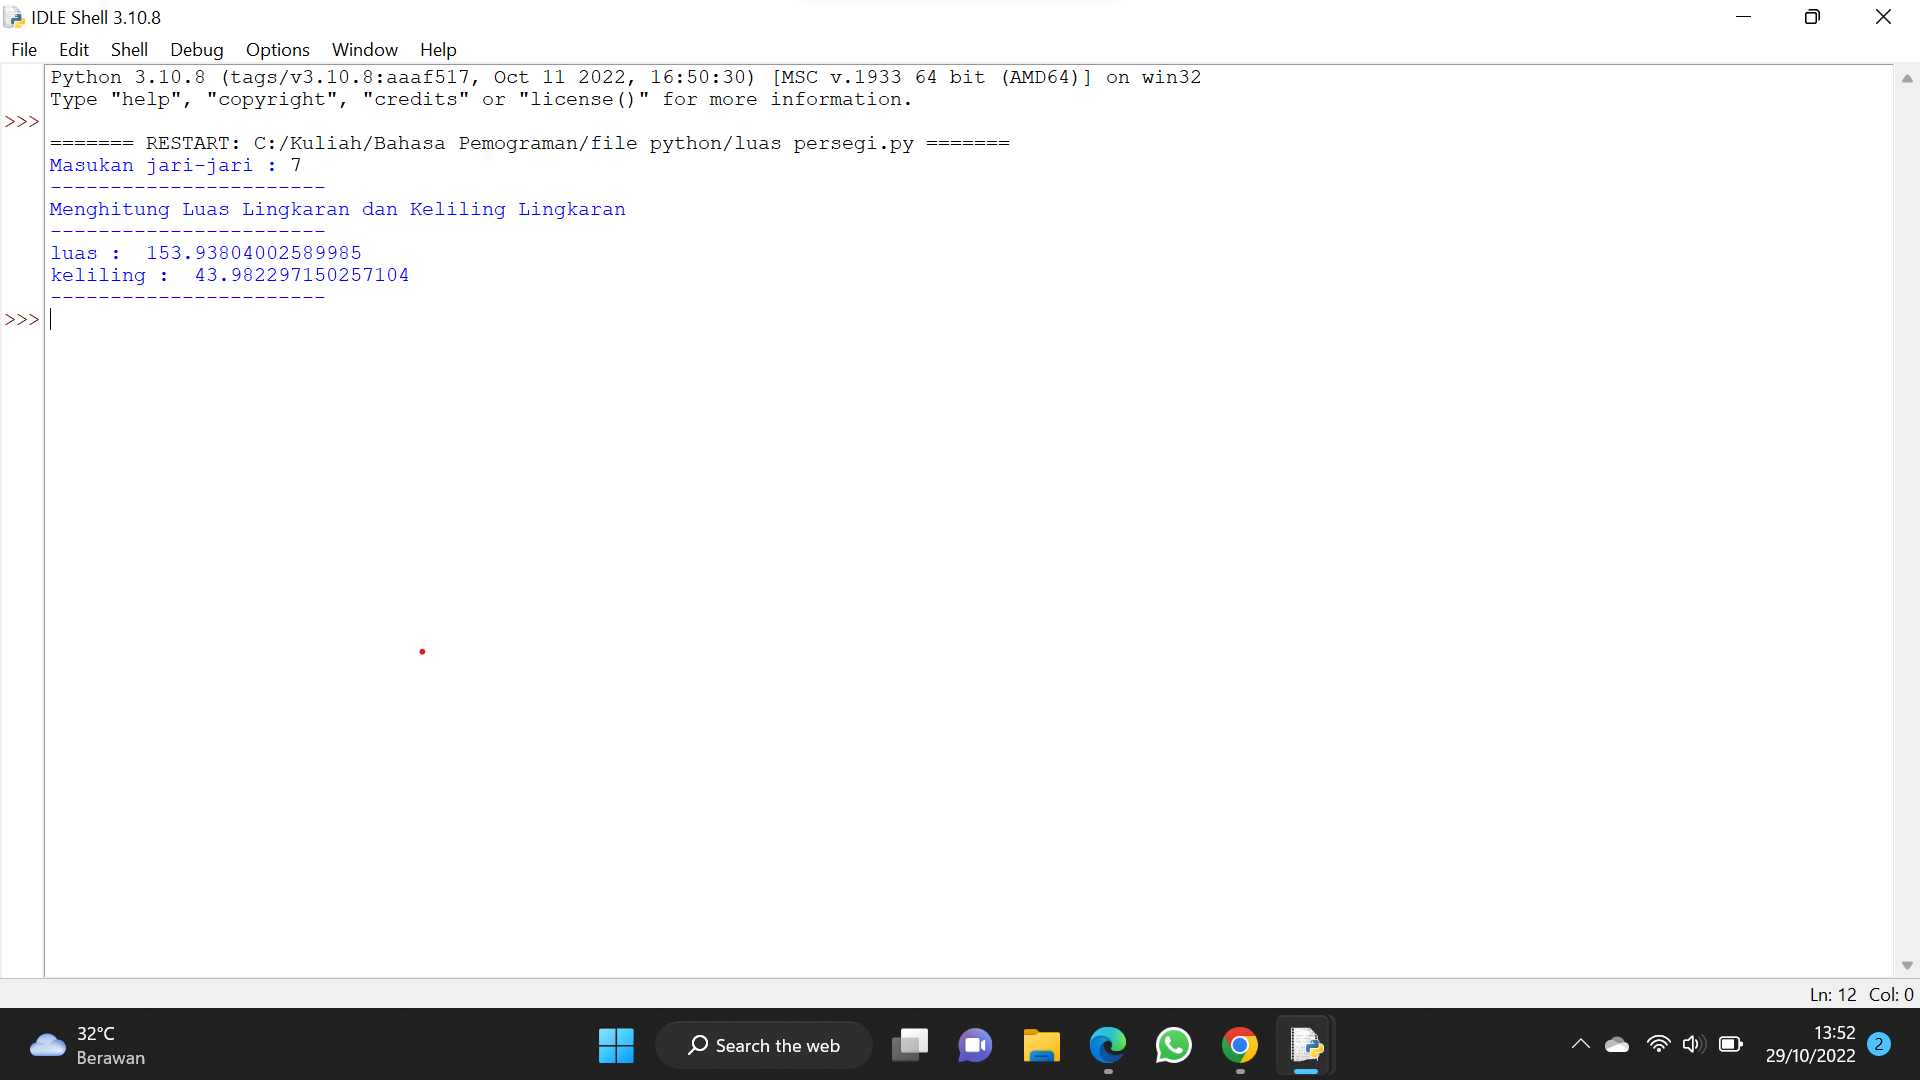 IDLE Shell 3.10.8
File Edit Shell Debug Options Window Help
Python 3.10.8 (tags/v3.10.8:aaaf517, Oct 11 2022, 16:50:30) [MSC v.1933 64 bit (AMD64)] on win32
Type "help", "copyright", "credits" or "license()" for more information.
>>>
======= RESTART: C:/Kuliah/Bahasa Pemograman/file python/luas persegi.py =======
Masukan jari-jari : 7
-----------------------
Menghitung Luas Lingkaran dan Keliling Lingkaran
-----------------------
luas :  153.93804002589985
keliling :  43.982297150257104
-----------------------
>>>
Ln: 12 Col: 0
32°C
Berawan
Search the web
13:52
29/10/2022
2